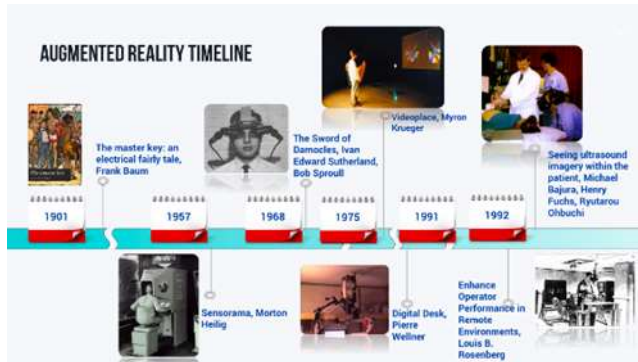 AUGMENTED REALITY TIMELINE
The master key: an
electrical fairly tale,
Frank Baum
The Sword of
Damocles, Ivan
Edward Sutherland,
Bob Sproull
Videoplace, Myron
Krueger
Seeing ultrasound
imagery within the
patient, Michael
Bajura, Henry
Fuchs, Ryutarou
Ohbuchi
1901
1957
1968
1975
1991
1992
Sensorama, Morton
Heilig
Digital Desk,
Pierre
Wellner
Enhance
Operator
Performance in
Remote
Environments,
Louis B.
Rosenberg